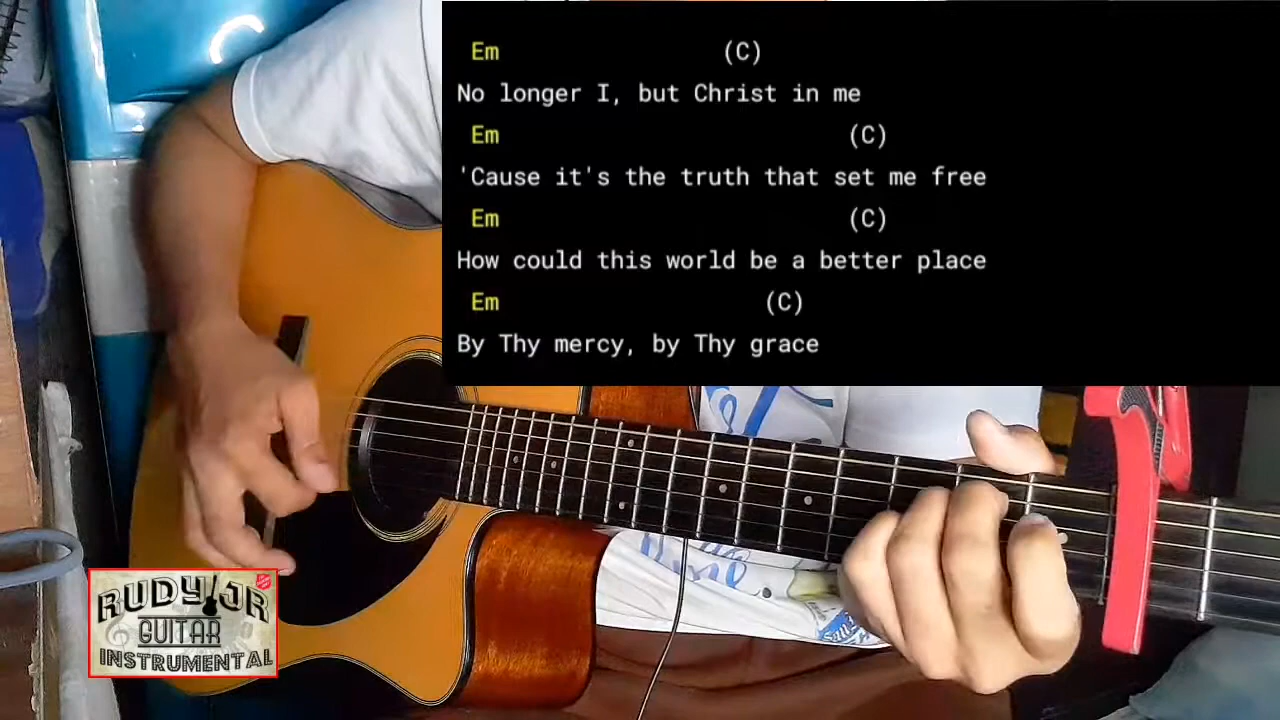 Em (C)
No longer I, but Christ in me
Em (C)
'Cause it's the truth that set me free
Em (C)
How could this world be a better place
Em (C)
By Thy mercy, by Thy grace
RUDY JR
GUITAR
INSTRUMENTAL